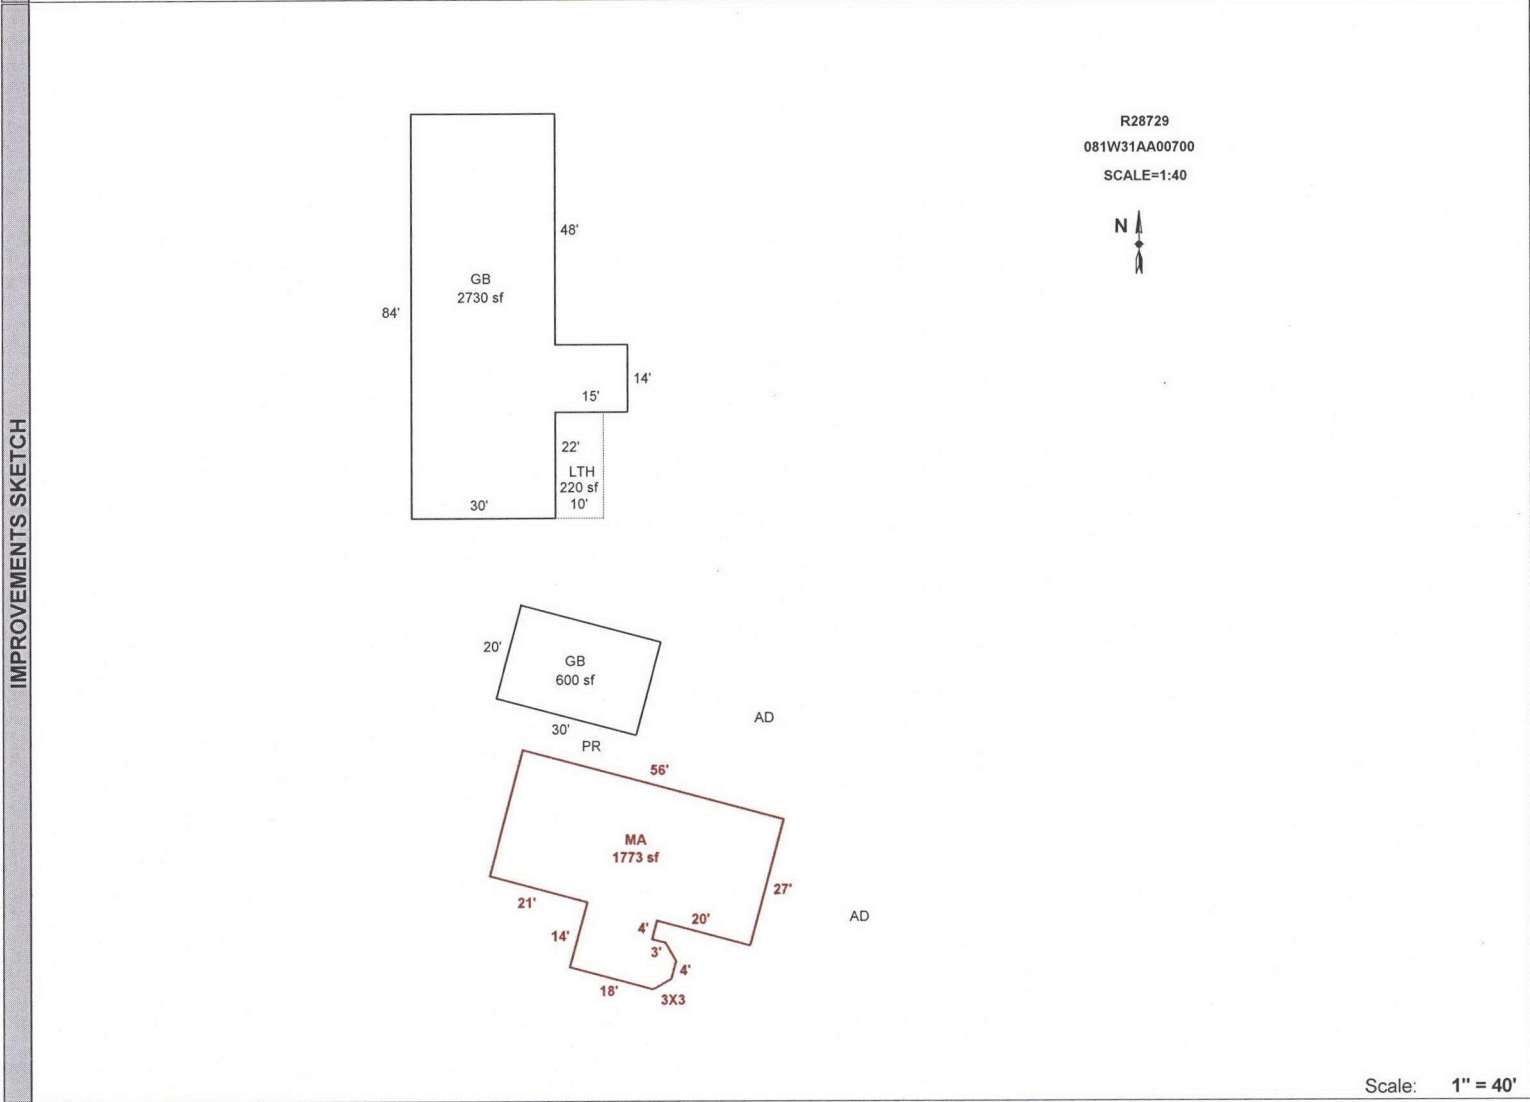 IMPROVEMENTS SKETCH
R28729
081W31AA00700
SCALE=1:40
N
48'
GB
2730 sf
84'
14'
15'
22'
LTH
220 sf
10'
30'
20'
GB
600 sf
30'
PR
AD
56'
MA
1773 sf
27'
21'
20'
AD
4'
14'
3'
4'
18'
3X3
Scale: 1" = 40'